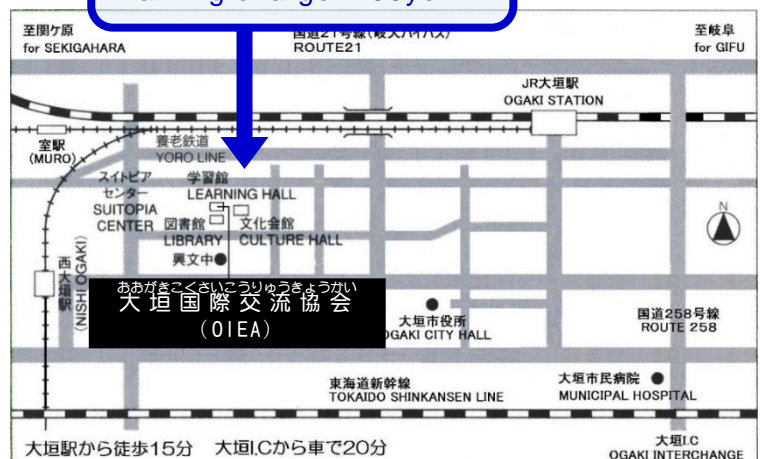 至関ケ原
for SEKIGAHARA
国道21号線(岐大バイパス)
ROUTE21
至岐阜
for GIFU
JR大垣駅
OGAKI STATION
室駅
(MURO)
養老鉄道
YORO LINE
スイトピア
センター
SUITOPIA
CENTER
学習館
LEARNING HALL
図書館
LIBRARY
文化会館
CULTURE HALL
興文中
N
西大垣駅
(NISHI OGAKI)
おおがきこくさいこうりゅうきょうかい
大垣国際交流協会
(OIEA)
大垣市役所
OGAKI CITY HALL
国道258号線
ROUTE 258
東海道新幹線
TOKAIDO SHINKANSEN LINE
大垣市民病院
MUNICIPAL HOSPITAL
大垣駅から徒歩15分 大垣I.Cから車で20分
大垣I.C
OGAKI INTERCHANGE